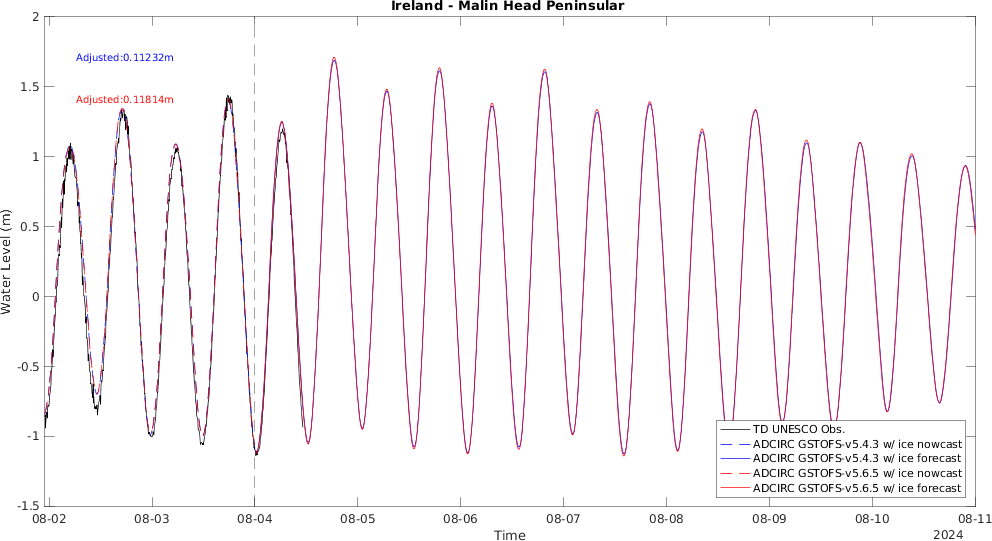 Ireland - Malin Head Peninsular
2
1.5
1
0.5
0
-0.5
-1
-1.5
Water Level (m)
Adjusted:0.11232m
Adjusted:0.11814m
TD UNESCO Obs.
ADCIRC GSTOFS-v5.4.3 w/ ice nowcast
ADCIRC GSTOFS-v5.4.3 w/ ice forecast
ADCIRC GSTOFS-v5.6.5 w/ ice nowcast
ADCIRC GSTOFS-v5.6.5 w/ ice forecast
08-02 08-03 08-04 08-05 08-06 08-07 08-08 08-09 08-10 08-11
Time
2024